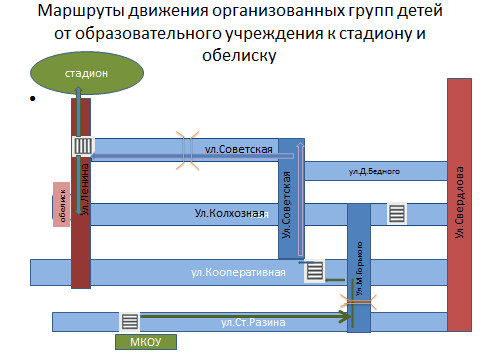 Маршруты движения организованных групп детей
от образовательного учреждения к стадиону и
обелиску
стадион
•
ул.Советская
ул.Д.Бедного
обелиск
Ул.Ленина
Ул.Колхозная
Ул.Советская
Ул.Свердлова
ул.Кооперативная
Ул.М.Горького
ул.Ст.Разина
МКОУ